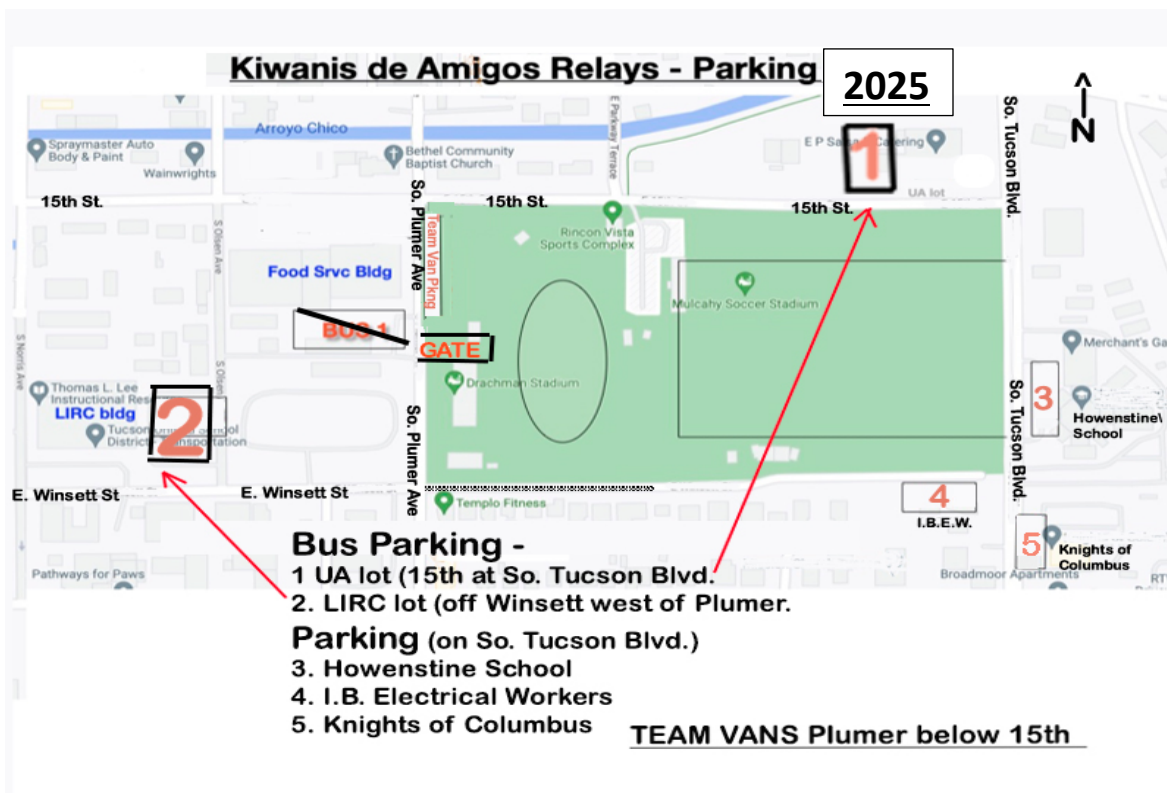 Kiwanis de Amigos Relays - Parking
2025
^
N
So. Tucson Blvd.
Arroyo Chico
E Parkway Terrace
Spraymaster Auto
Body & Paint
Wainwrights
Bethel Community
Baptist Church
1
Catering
UA lot
15th St.
15th St.
15th St.
S Olsen Ave
So. Plumer Ave
Team Van Pkng
Rincon Vista
Sports Complex
Food Srvc Bldg
Mulcahy Soccer Stadium
BUS 1
GATE
S Norris Ave
S Olsen
Merchant's Ga
Drachman Stadium
Thomas L. Lee
Instructional Res
LIRC bldg
2
Tucson
District- Transportation
So. Plumer Ave
So. Tucson Blvd.
3
Howenstine\
School
E. Winsett St
E. Winsett St
Templo Fitness
4
I.B.E.W.
5
Knights of
Columbus
Pathways for Paws
Broadmoor Apartments
RT
Bus Parking -
1 UA lot (15th at So. Tucson Blvd.
2. LIRC lot (off Winsett west of Plumer.
Parking (on So. Tucson Blvd.)
3. Howenstine School
4. I.B. Electrical Workers
5. Knights of Columbus
TEAM VANS Plumer below 15th